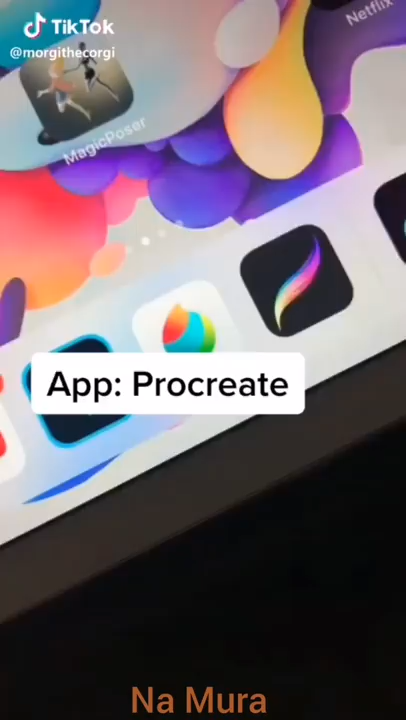 TikTok
@morgithecorgi
Netflix
MagicPoser
App: Procreate
Na Mura